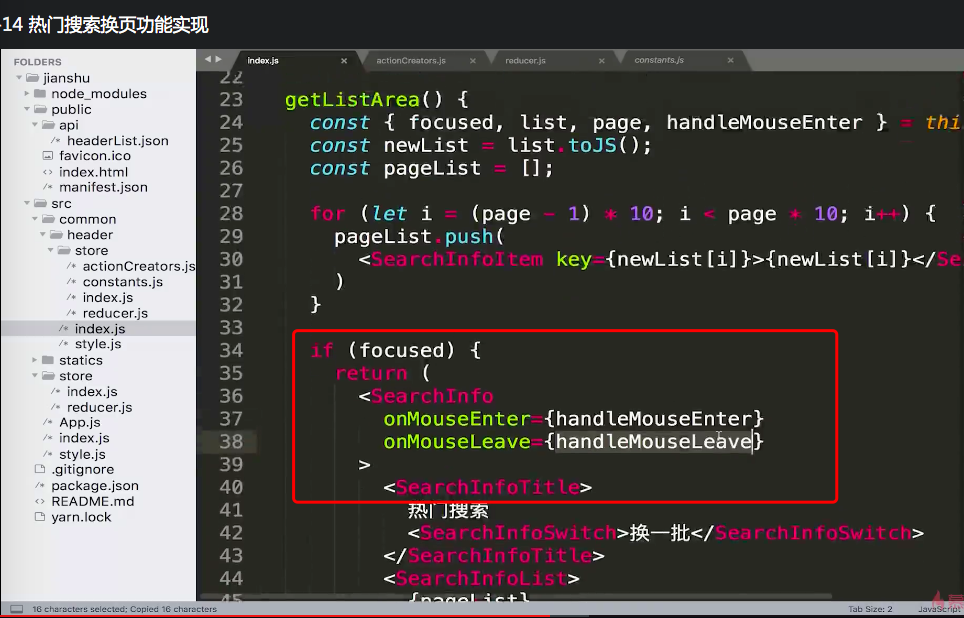 -14 热门搜索换页功能实现
FOLDERS
jianshu
node_modules
public
api
headerList.json
favicon.ico
index.html
manifest.json
src
common
header
store
actionCreators.js
constants.js
index.js
reducer.js
index.js
style.js
statics
store
index.js
reducer.js
App.js
index.js
style.js
.gitignore
package.json
README.md
yarn.lock
index.js × actionCreators.js × reducer.js × constants.js ×
22
23 getListArea() {
24 const { focused, list, page, handleMouseEnter } = thi
25 const newList = list.toJS();
26 const pageList = [];
27
28 for (let i = (page - 1) * 10; i < page * 10; i++) {
29 pageList.push(
30 <SearchInfoItem key={newList[i]}>{newList[i]}</Se
31 )
32 }
33
34 if (focused) {
35 return (
36 <SearchInfo
37 onMouseEnter={handleMouseEnter}
38 onMouseLeave={handleMouseLeave}
39 >
40 <SearchInfoTitle>
41 热门搜索
42 <SearchInfoSwitch>换一批</SearchInfoSwitch>
43 </SearchInfoTitle>
44 <SearchInfoList>
45 {pageList}
16 characters selected; Copied 16 characters
Tab Size: 2 JavaScript